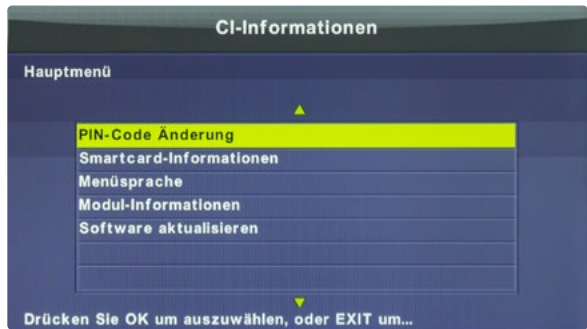 CI-Informationen
Hauptmenü
PIN-Code Änderung
Smartcard-Informationen
Menüsprache
Modul-Informationen
Software aktualisieren
Drücken Sie OK um auszuwählen, oder EXIT um...